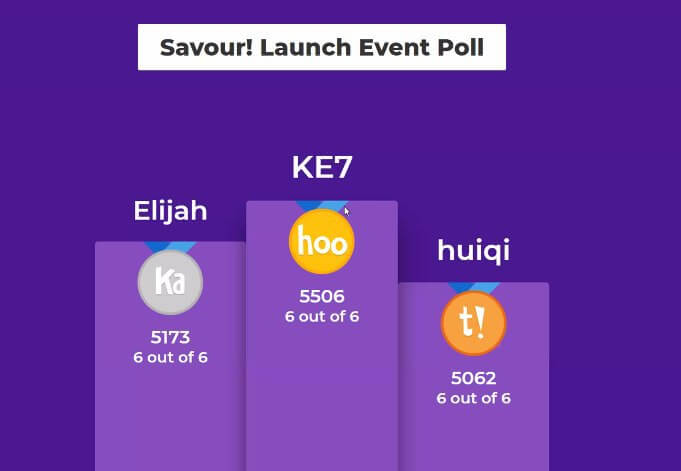 Savour! Launch Event Poll
KE7
Elijah
huiqi
hoo
Ka
t!
5506
6 out of 6
5173
6 out of 6
5062
6 out of 6